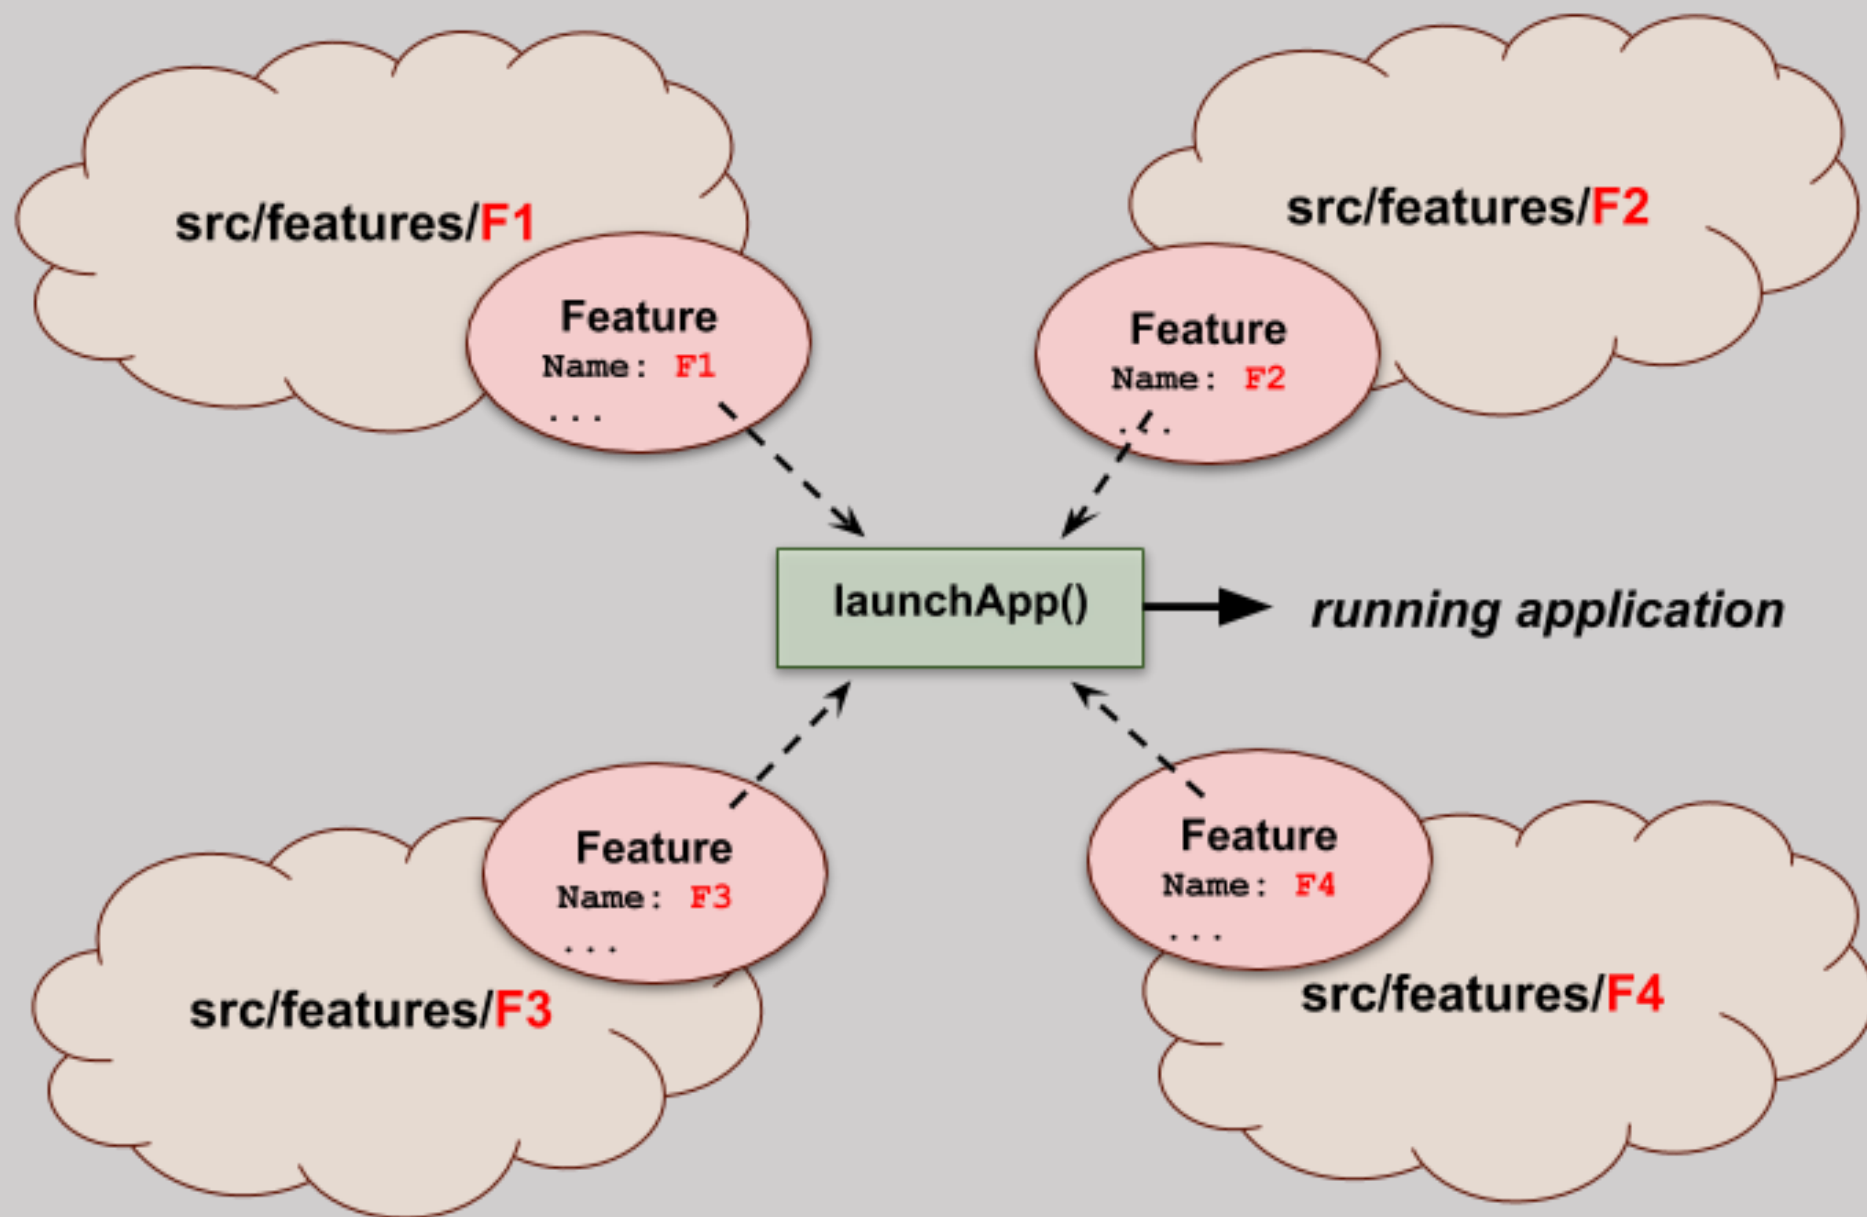 src/features/F1
Feature
Name: F1
...
src/features/F2
Feature
Name: F2
...
launchApp()
running application
Feature
Name: F3
...
src/features/F3
Feature
Name: F4
...
src/features/F4